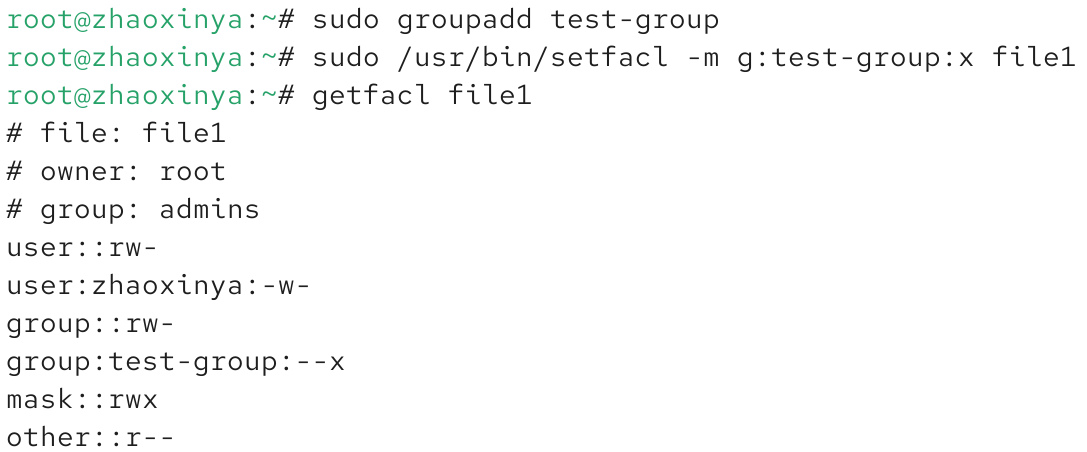 root@zhaoxinya:~# sudo groupadd test-group
root@zhaoxinya:~# sudo /usr/bin/setfacl -m g:test-group:x file1
root@zhaoxinya:~# getfacl file1
# file: file1
# owner: root
# group: admins
user::rw-
user:zhaoxinya:-w-
group::rw-
group:test-group:--x
mask::rwx
other::r--